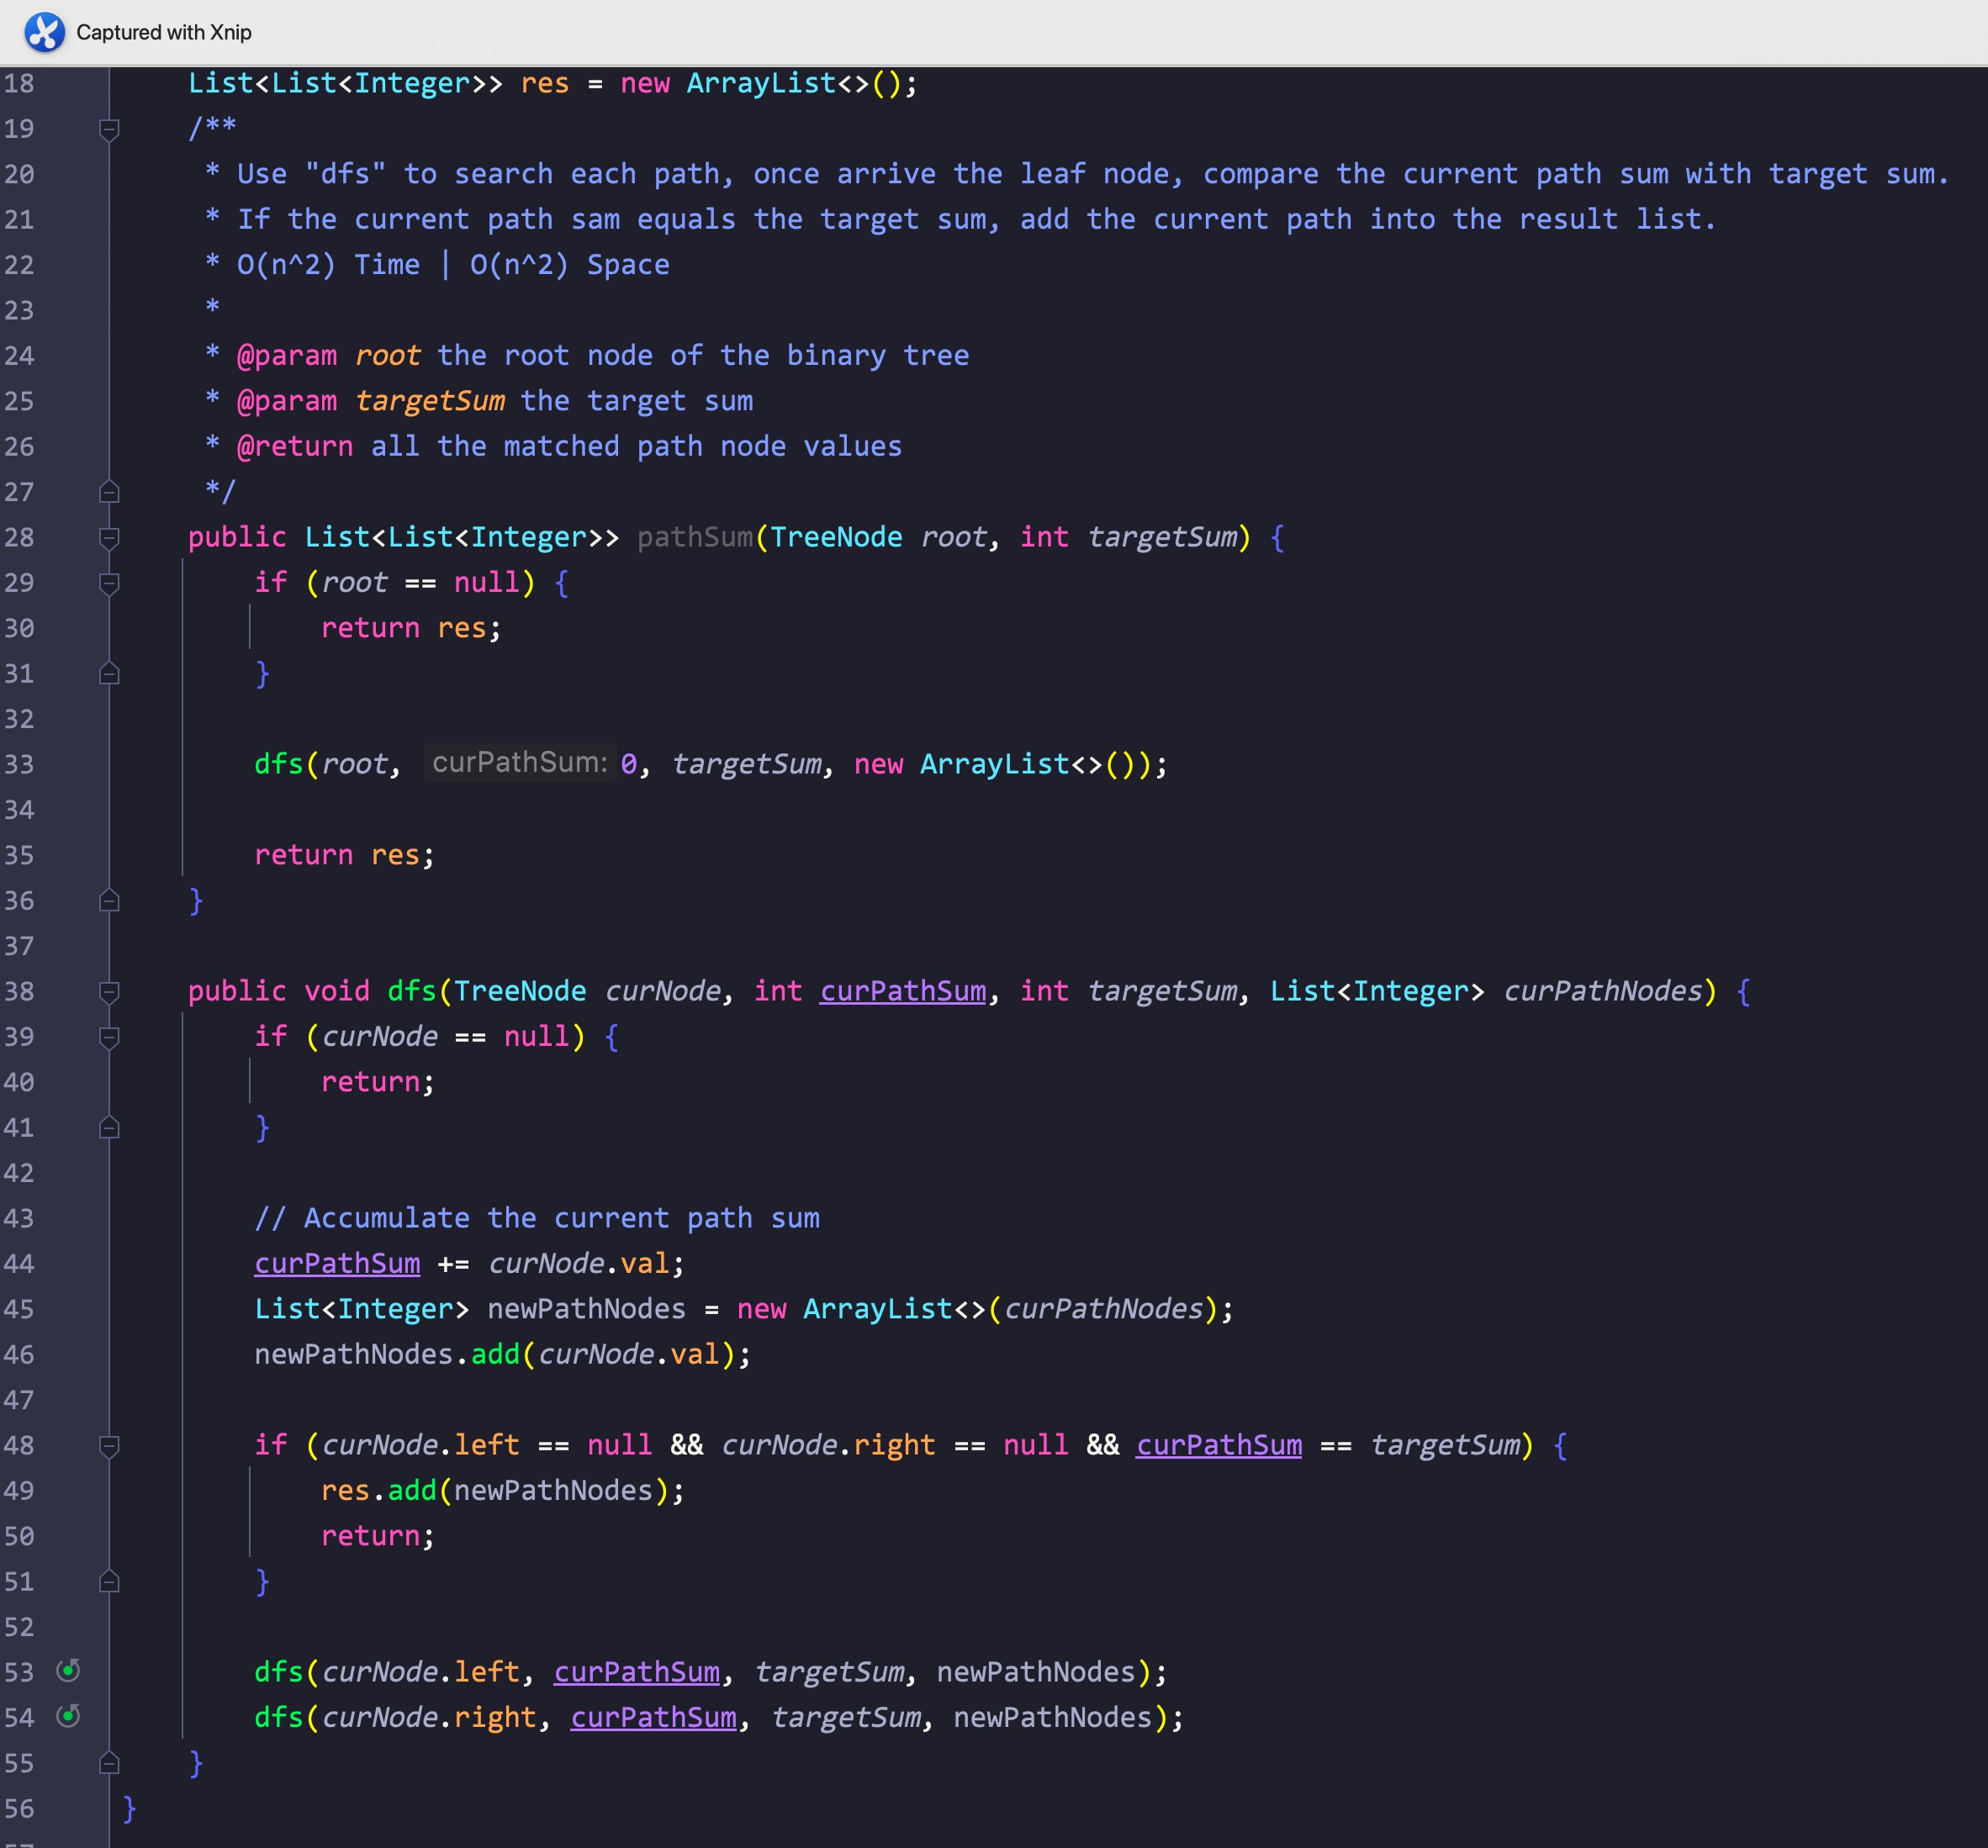 Captured with Xnip
18 List<List<Integer>> res = new ArrayList<>();
19 /**
20 * Use "dfs" to search each path, once arrive the leaf node, compare the current path sum with target sum.
21 * If the current path sam equals the target sum, add the current path into the result list.
22 * O(n^2) Time | O(n^2) Space
23 *
24 * @param root the root node of the binary tree
25 * @param targetSum the target sum
26 * @return all the matched path node values
27 */
28 public List<List<Integer>> pathSum(TreeNode root, int targetSum) {
29 if (root == null) {
30 return res;
31 }
32
33 dfs(root, curPathSum: 0, targetSum, new ArrayList<>());
34
35 return res;
36 }
37
38 public void dfs(TreeNode curNode, int curPathSum, int targetSum, List<Integer> curPathNodes) {
39 if (curNode == null) {
40 return;
41 }
42
43 // Accumulate the current path sum
44 curPathSum += curNode.val;
45 List<Integer> newPathNodes = new ArrayList<>(curPathNodes);
46 newPathNodes.add(curNode.val);
47
48 if (curNode.left == null && curNode.right == null && curPathSum == targetSum) {
49 res.add(newPathNodes);
50 return;
51 }
52
53 dfs(curNode.left, curPathSum, targetSum, newPathNodes);
54 dfs(curNode.right, curPathSum, targetSum, newPathNodes);
55 }
56 }